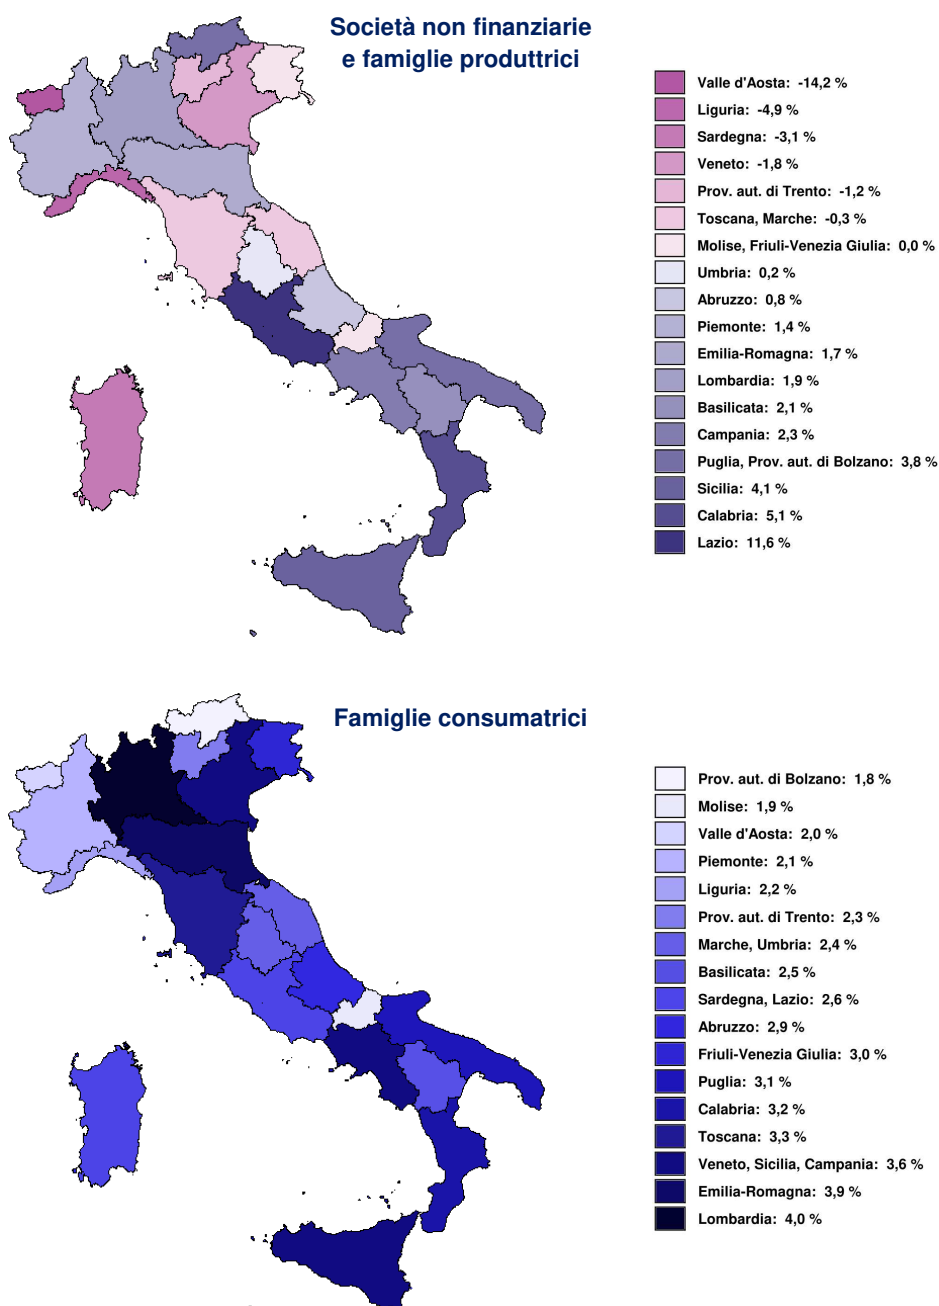 Società non finanziarie
e famiglie produttrici
Valle d'Aosta: -14,2 %
Liguria: -4,9 %
Sardegna: -3,1 %
Veneto: -1,8 %
Prov. aut. di Trento: -1,2 %
Toscana, Marche: -0,3 %
Molise, Friuli-Venezia Giulia: 0,0 %
Umbria: 0,2 %
Abruzzo: 0,8 %
Piemonte: 1,4 %
Emilia-Romagna: 1,7 %
Lombardia: 1,9 %
Basilicata: 2,1 %
Campania: 2,3 %
Puglia, Prov. aut. di Bolzano: 3,8 %
Sicilia: 4,1 %
Calabria: 5,1 %
Lazio: 11,6 %
Famiglie consumatrici
Prov. aut. di Bolzano: 1,8 %
Molise: 1,9 %
Valle d'Aosta: 2,0 %
Piemonte: 2,1 %
Liguria: 2,2 %
Prov. aut. di Trento: 2,3 %
Marche, Umbria: 2,4 %
Basilicata: 2,5 %
Sardegna, Lazio: 2,6 %
Abruzzo: 2,9 %
Friuli-Venezia Giulia: 3,0 %
Puglia: 3,1 %
Calabria: 3,2 %
Toscana: 3,3 %
Veneto, Sicilia, Campania: 3,6 %
Emilia-Romagna: 3,9 %
Lombardia: 4,0 %